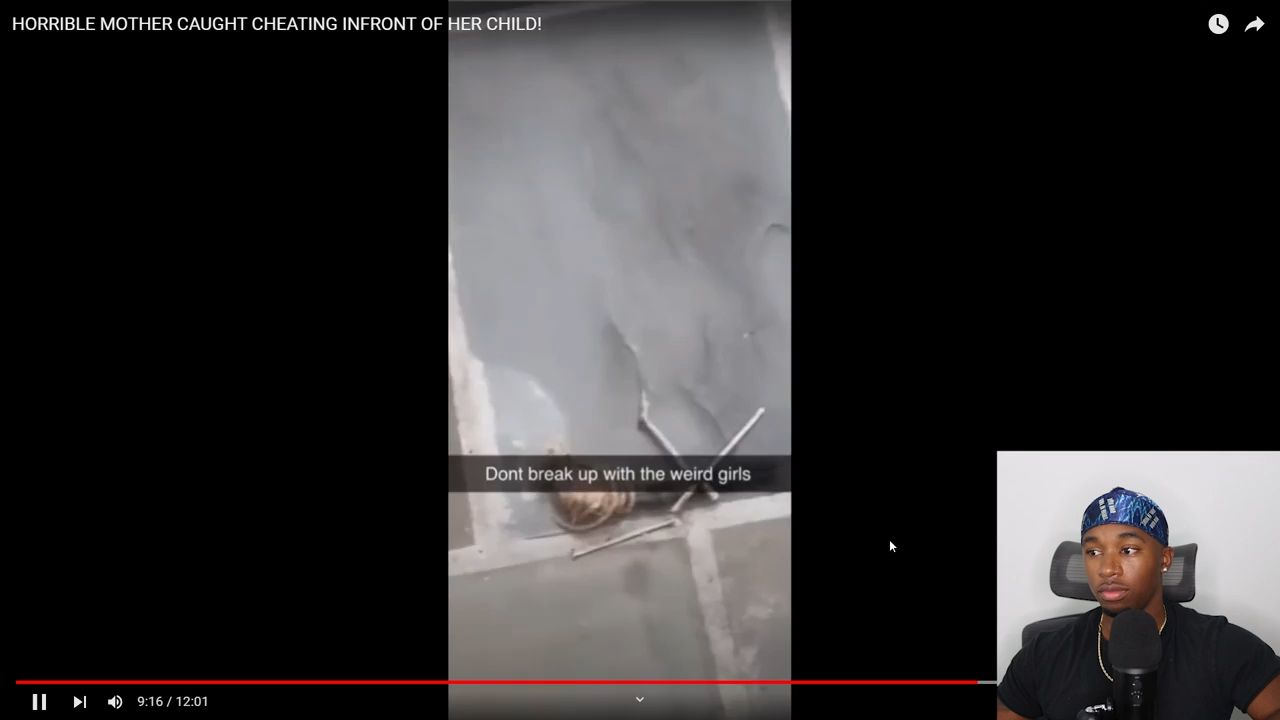 HORRIBLE MOTHER CAUGHT CHEATING INFRONT OF HER CHILD!
Dont break up with the weird girls
9:16 / 12:01